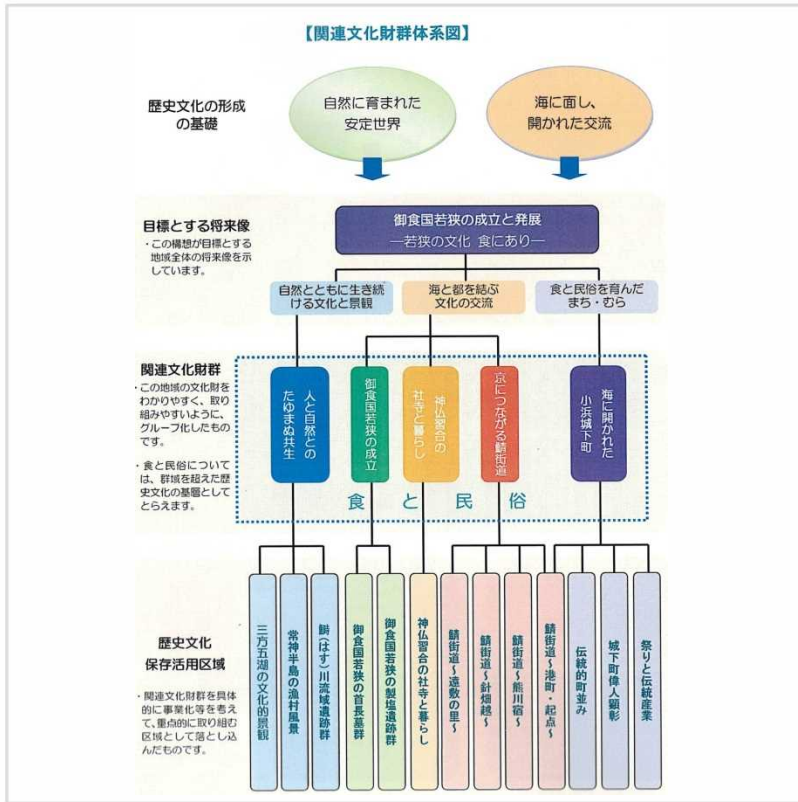 【関連文化財群体系図】
歴史文化の形成
の基礎
自然に育まれた
安定世界
海に面し、
開かれた交流
目標とする将来像
・この構想が目標とする
地域全体の将来像を示
しています。
御食国若狭の成立と発展
―若狭の文化 食にあり―
自然とともに生き続
ける文化と景観
海と都を結ぶ
文化の交流
食と民俗を育んだ
まち・むら
関連文化財群
・この地域の文化財を
わかりやすく、取り
組みやすいように、
グループ化したもの
です。
・食と民俗について
は、群域を超えた歴
史文化の基層として
とらえます。
人と自然との
たゆまぬ共生
御食国若狭の成立
神仏習合の
社寺と暮らし
京につながる鯖街道
海に開かれた
小浜城下町
食と民俗
歴史文化
保存活用区域
・関連文化財群を具体
的に事業化等を考え
て、重点的に取り組む
区域として落とし込
んだものです。
三方五湖の文化的景観
常神半島の漁村風景
鰣(はす)川流域遺跡群
御食国若狭の首長墓群
御食国若狭の製塩遺跡群
神仏習合の社寺と暮らし
鯖街道~遠敷の里~
鯖街道~針畑越~
鯖街道~熊川宿~
鯖街道~港町・起点~
伝統的町並み
城下町偉人顕彰
祭りと伝統産業